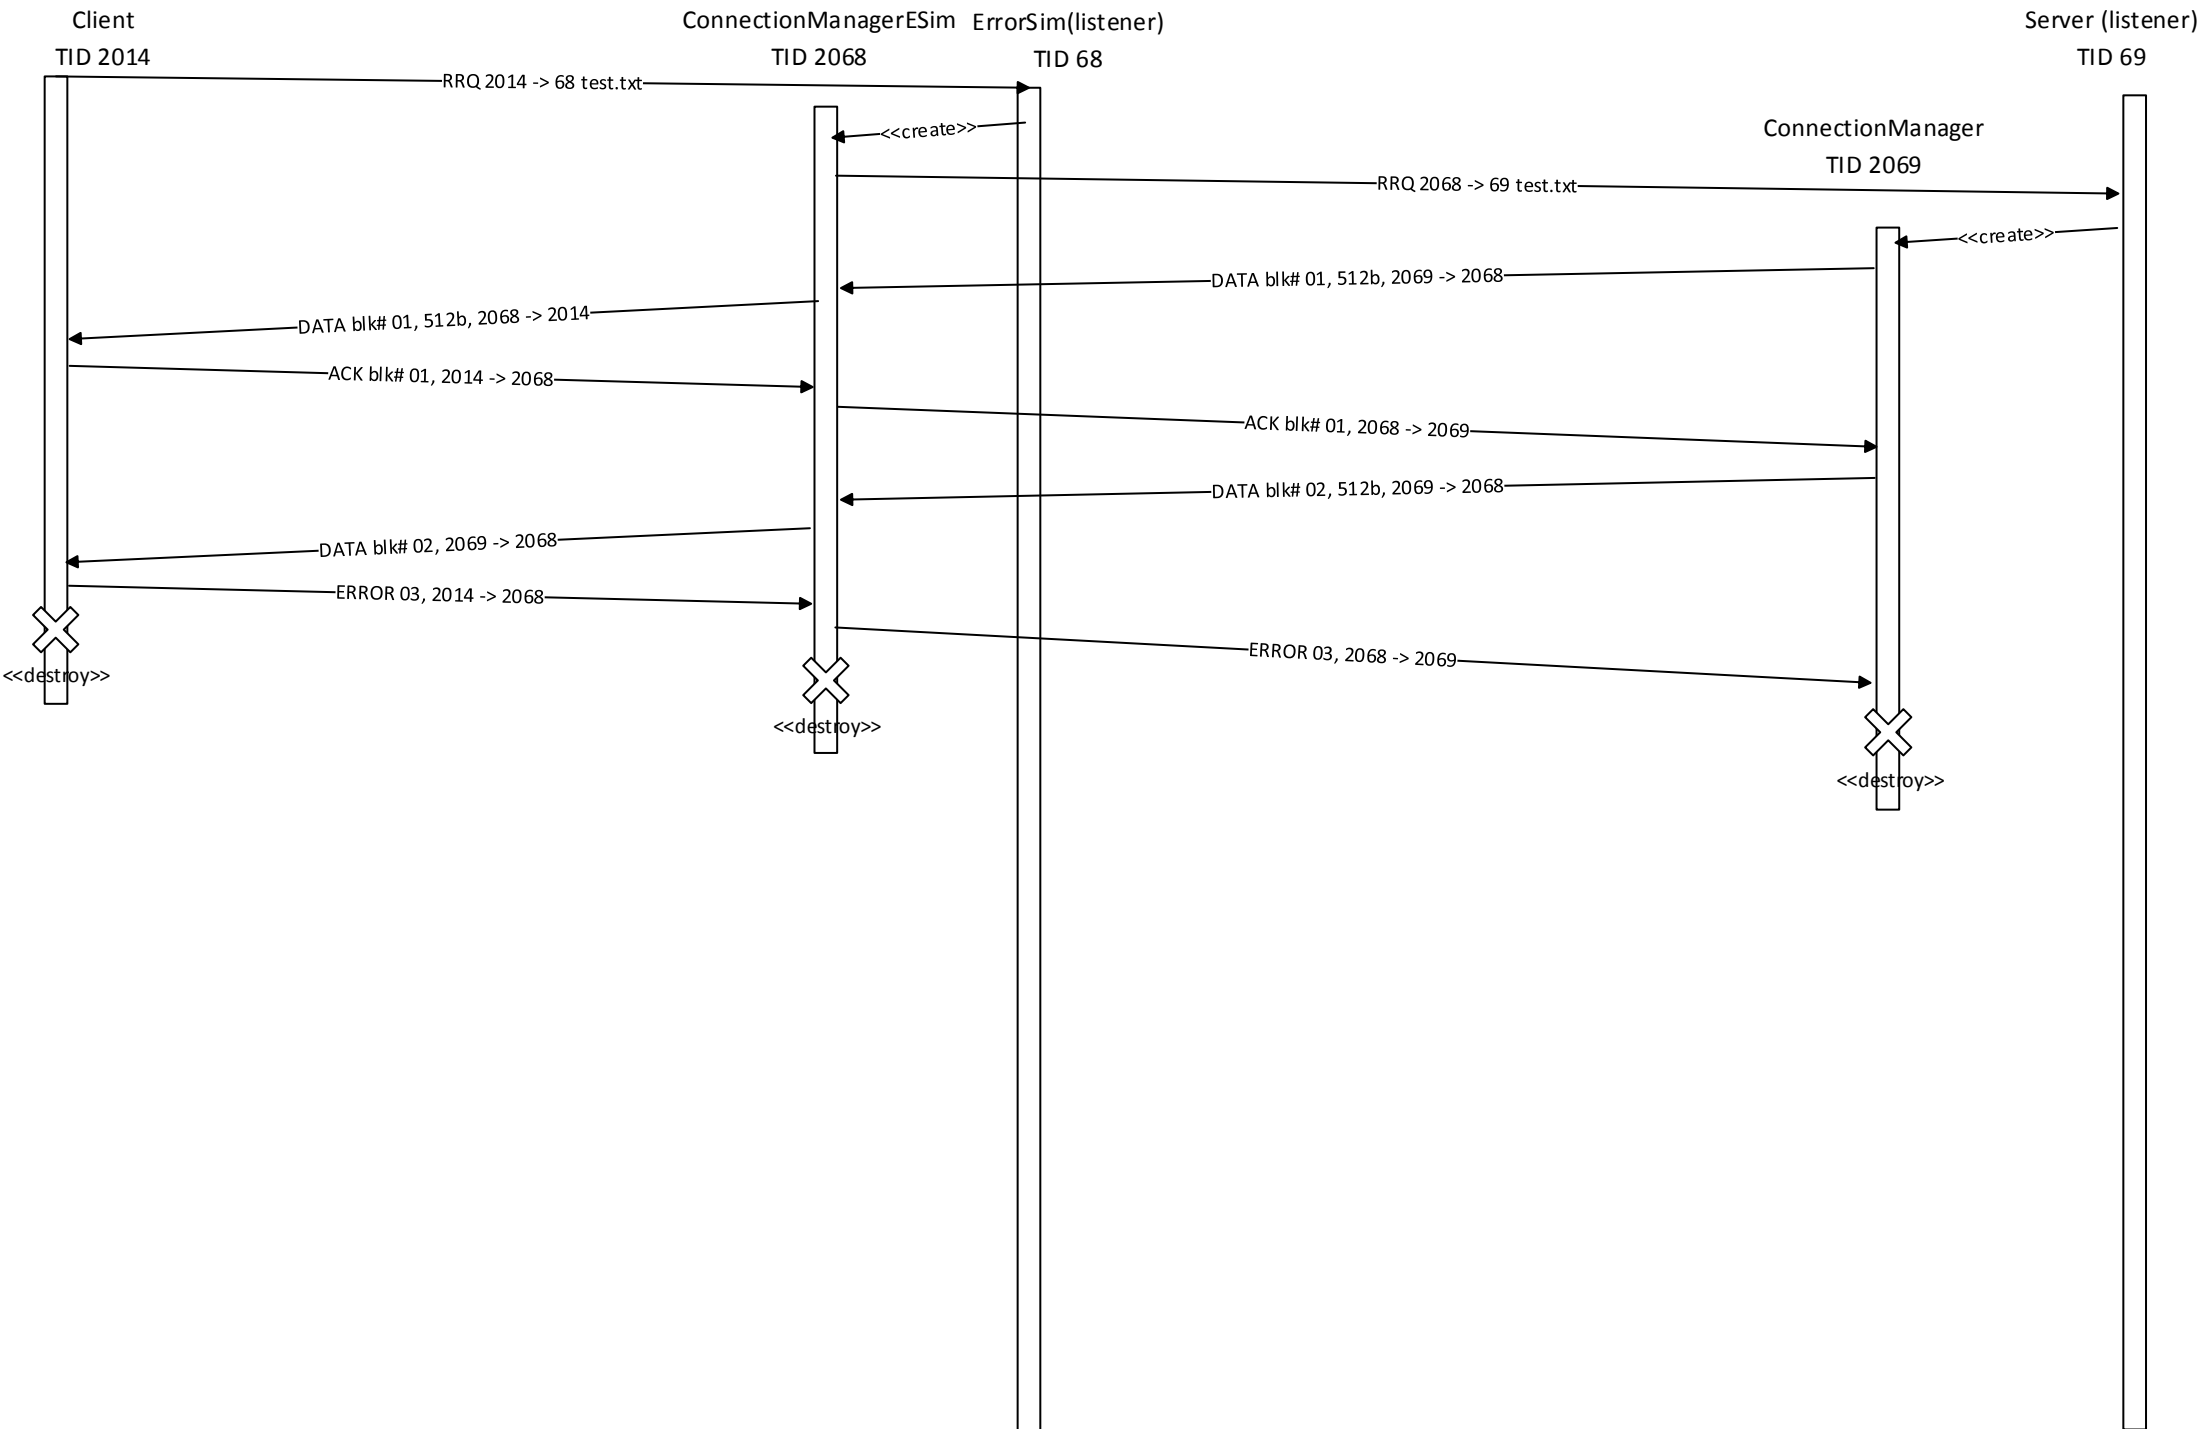 Client
TID 2014
ConnectionManagerESim
TID 2068
ErrorSim(listener)
TID 68
Server (listener)
TID 69
RRQ 2014 -> 68 test.txt
<<create>>
ConnectionManager
TID 2069
RRQ 2068 -> 69 test.txt
<<create>>
DATA blk# 01, 512b, 2069 -> 2068
DATA blk# 01, 512b, 2068 -> 2014
ACK blk# 01, 2014 -> 2068
ACK blk# 01, 2068 -> 2069
DATA blk# 02, 512b, 2069 -> 2068
DATA blk# 02, 2069 -> 2068
ERROR 03, 2014 -> 2068
ERROR 03, 2068 -> 2069
<<destroy>>
<<destroy>>
<<destroy>>